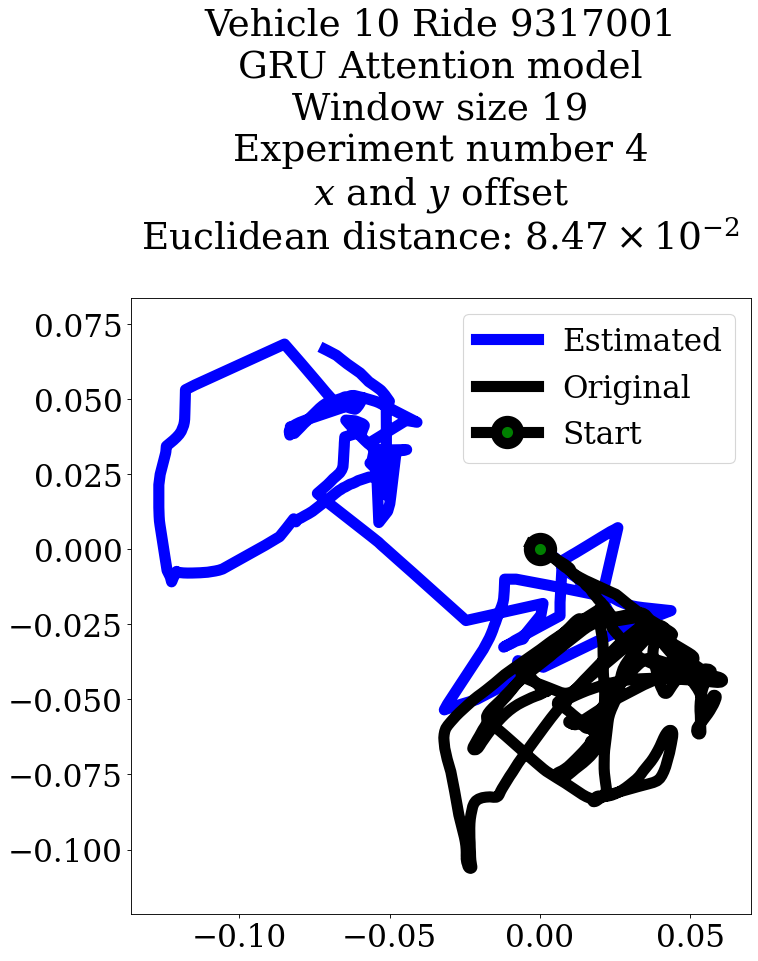 Vehicle 10 Ride 9317001
GRU Attention model
Window size 19
Experiment number 4
x and y offset
Euclidean distance: 8.47 × 10⁻²
Estimated
Original
Start
0.075
0.050
0.025
0.000
−0.025
−0.050
−0.075
−0.100
−0.10
−0.05
0.00
0.05